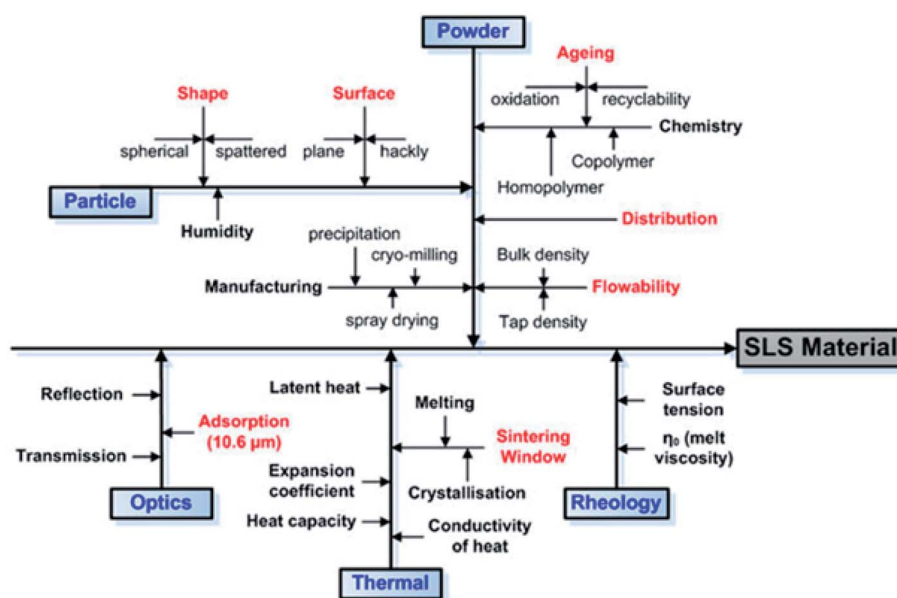 Powder
Ageing
oxidation
recyclability
Shape
Surface
spherical
spattered
plane
hackly
Chemistry
Copolymer
Homopolymer
Particle
Humidity
Distribution
precipitation
cryo-milling
Bulk density
Manufacturing
Flowability
spray drying
Tap density
SLS Material
Reflection
Adsorption
(10.6 µm)
Transmission
Optics
Latent heat
Melting
Sintering
Window
Expansion
coefficient
Crystallisation
Heat capacity
Conductivity
of heat
Thermal
Surface
tension
η₀ (melt
viscosity)
Rheology